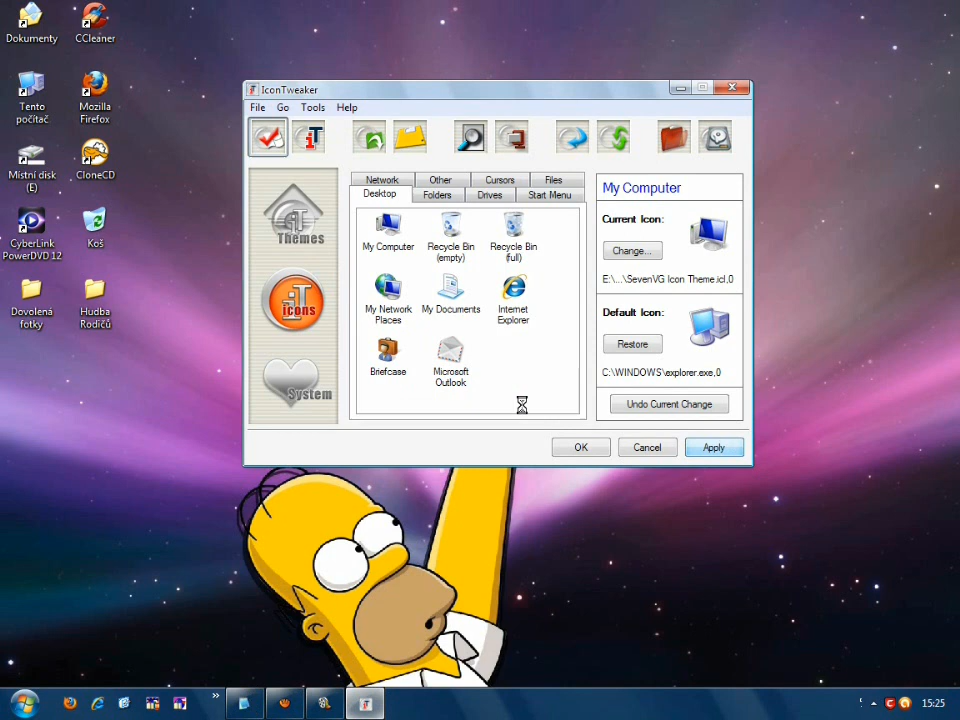 Dokumenty
CCleaner
Tento
počítač
Mozilla
Firefox
Místní disk
(E)
CloneCD
CyberLink
PowerDVD 12
Koš
Dovolená
fotky
Hudba
Rodičů
IconTweaker
File Go Tools Help
Themes
icons
System
Network Other Cursors Files
Desktop Folders Drives Start Menu
My Computer
Recycle Bin
(empty)
Recycle Bin
(full)
My Network
Places
My Documents
Internet
Explorer
Briefcase
Microsoft
Outlook
My Computer
Current Icon:
Change...
E:\...\SevenVG Icon Theme.icl,0
Default Icon:
Restore
C:\WINDOWS\explorer.exe,0
Undo Current Change
OK Cancel Apply
15:25